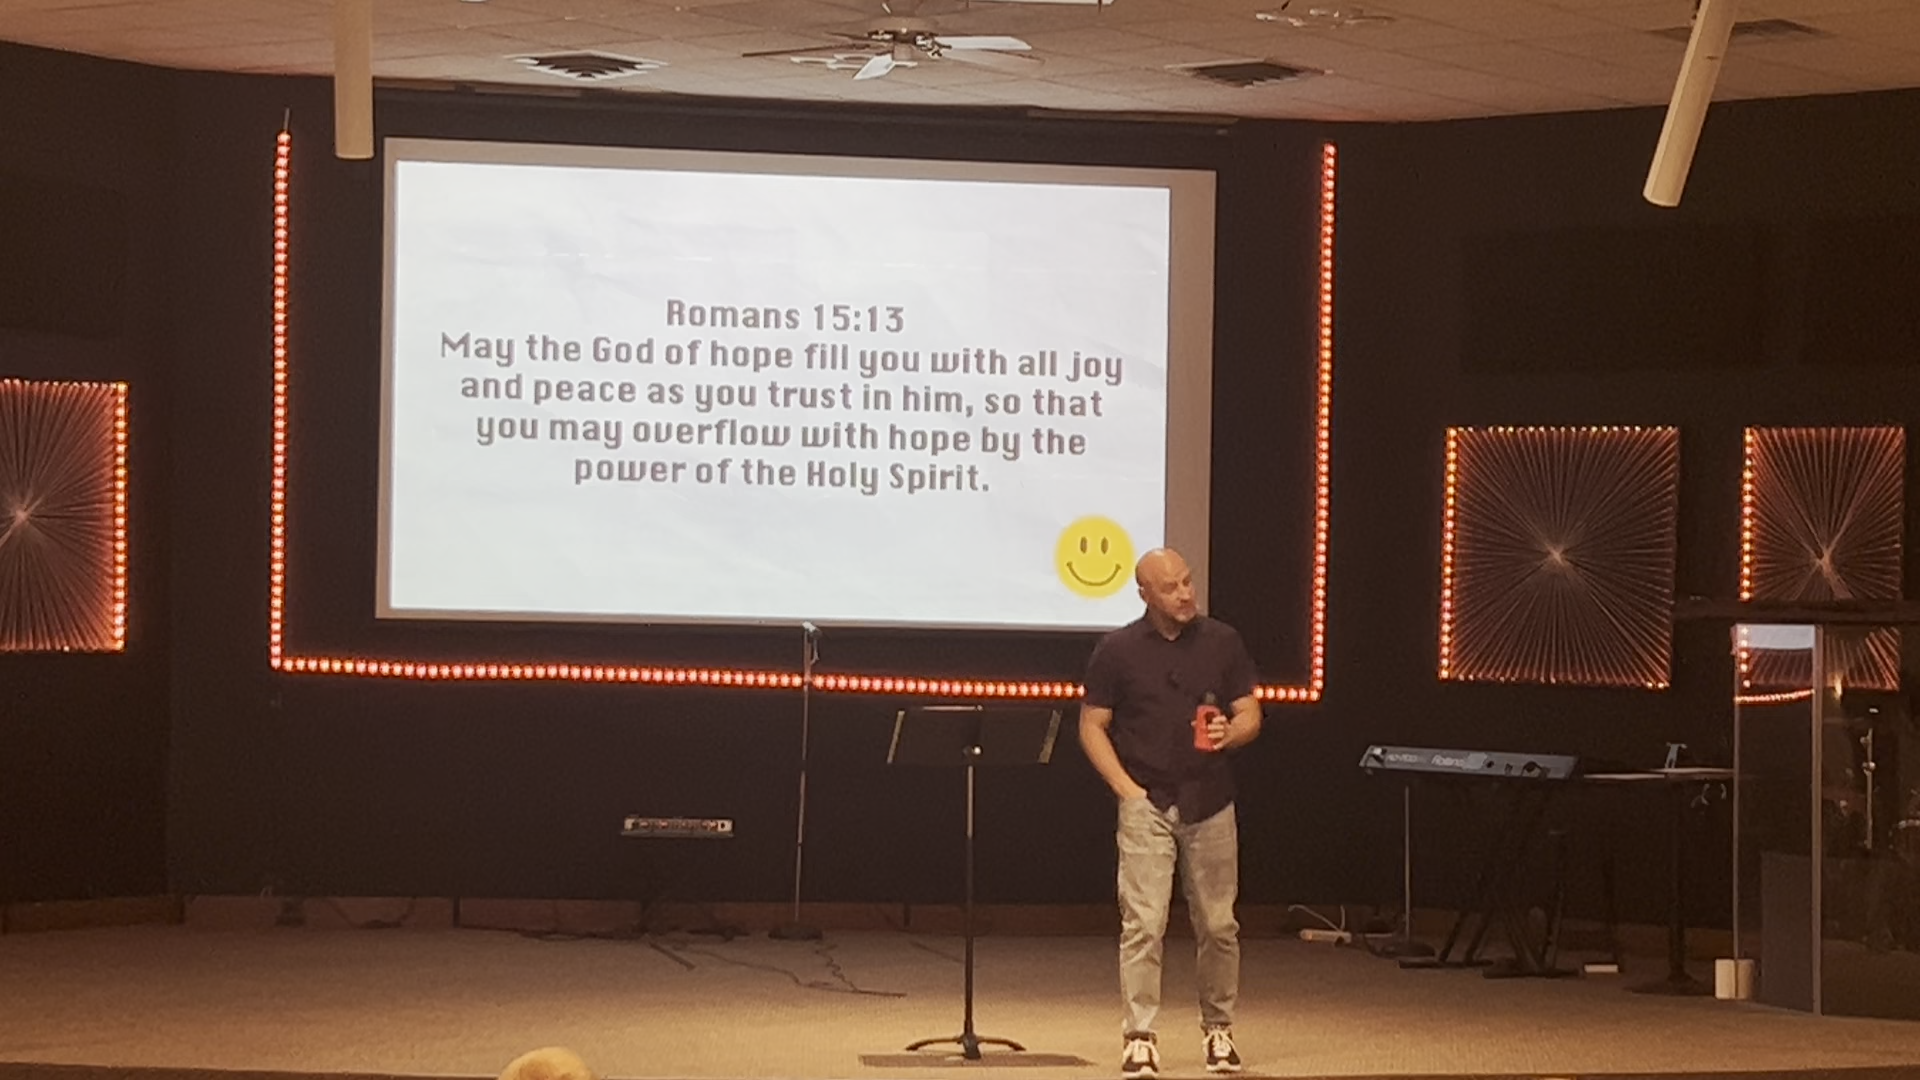 Romans 15:13
May the God of hope fill you with all joy
and peace as you trust in him, so that
you may overflow with hope by the
power of the Holy Spirit.
Roland